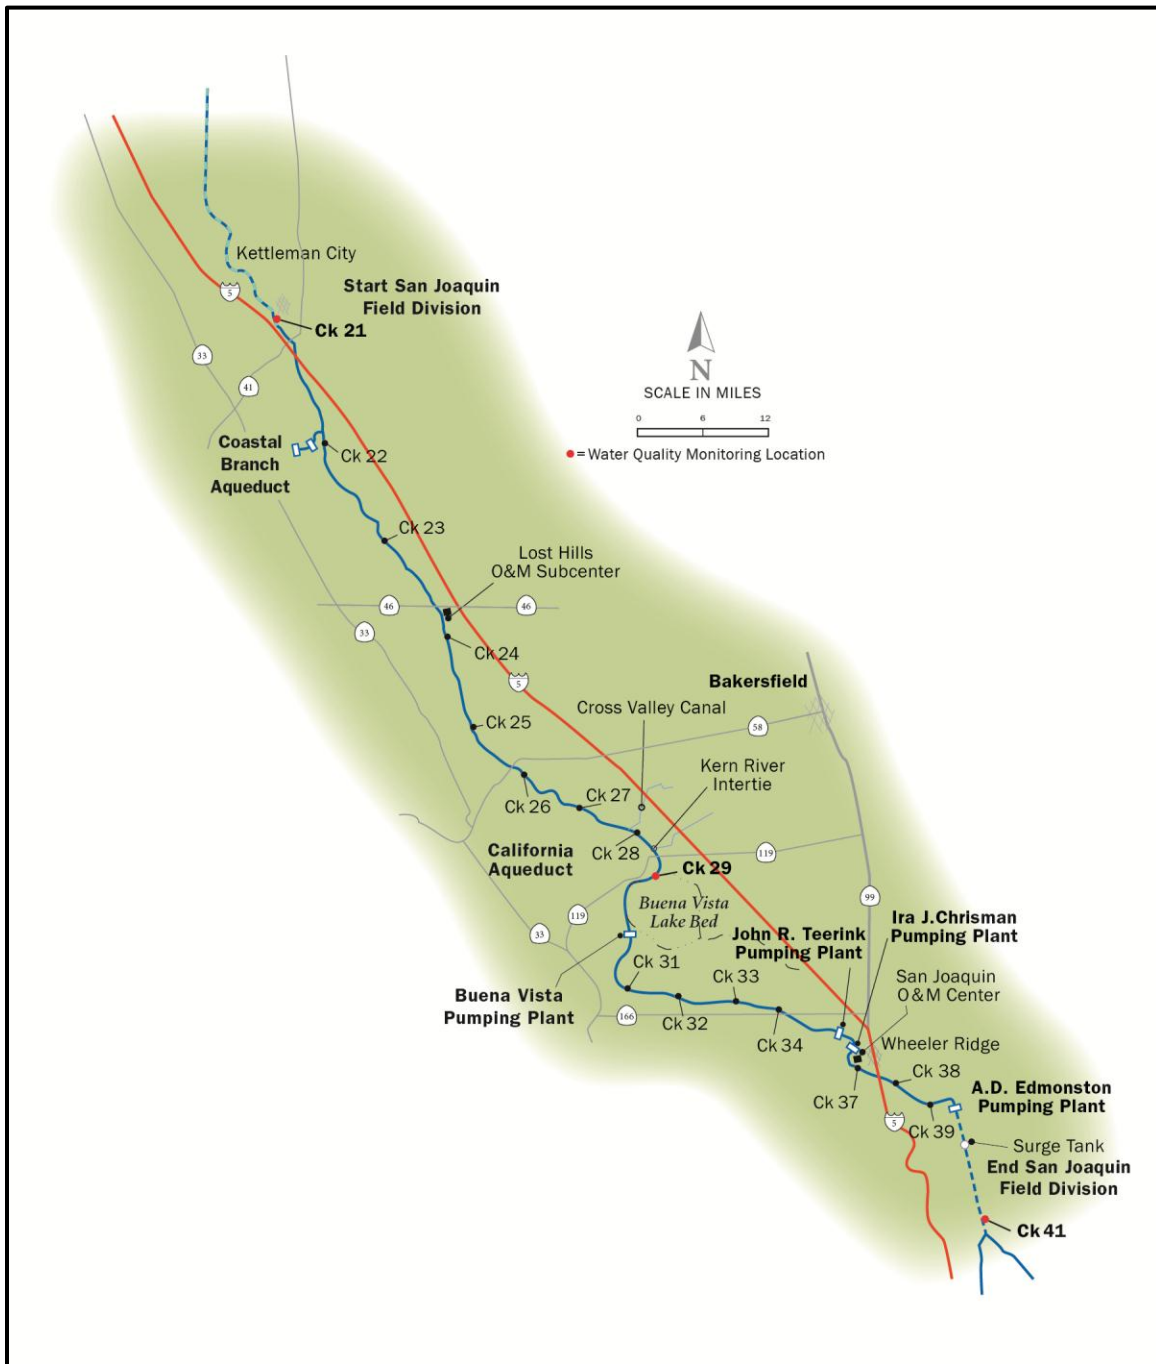 Kettleman City
Start San Joaquin
Field Division
5
Ck 21
33
41
N
SCALE IN MILES
0 6 12
= Water Quality Monitoring Location
Coastal
Branch
Aqueduct
Ck 22
Ck 23
Lost Hills
O&M Subcenter
46
46
33
Ck 24
5
Bakersfield
Cross Valley Canal
58
Ck 25
Kern River
Intertie
Ck 26
Ck 27
Ck 28
California
Aqueduct
119
Ck 29
99
Buena Vista
Lake Bed
119
33
Ira J.Chrisman
Pumping Plant
John R. Teerink
Pumping Plant
Ck 31
Ck 33
San Joaquin
O&M Center
Buena Vista
Pumping Plant
166
Ck 32
Ck 34
Wheeler Ridge
Ck 38
Ck 37
A.D. Edmonston
Pumping Plant
5
Ck 39
Surge Tank
End San Joaquin
Field Division
Ck 41